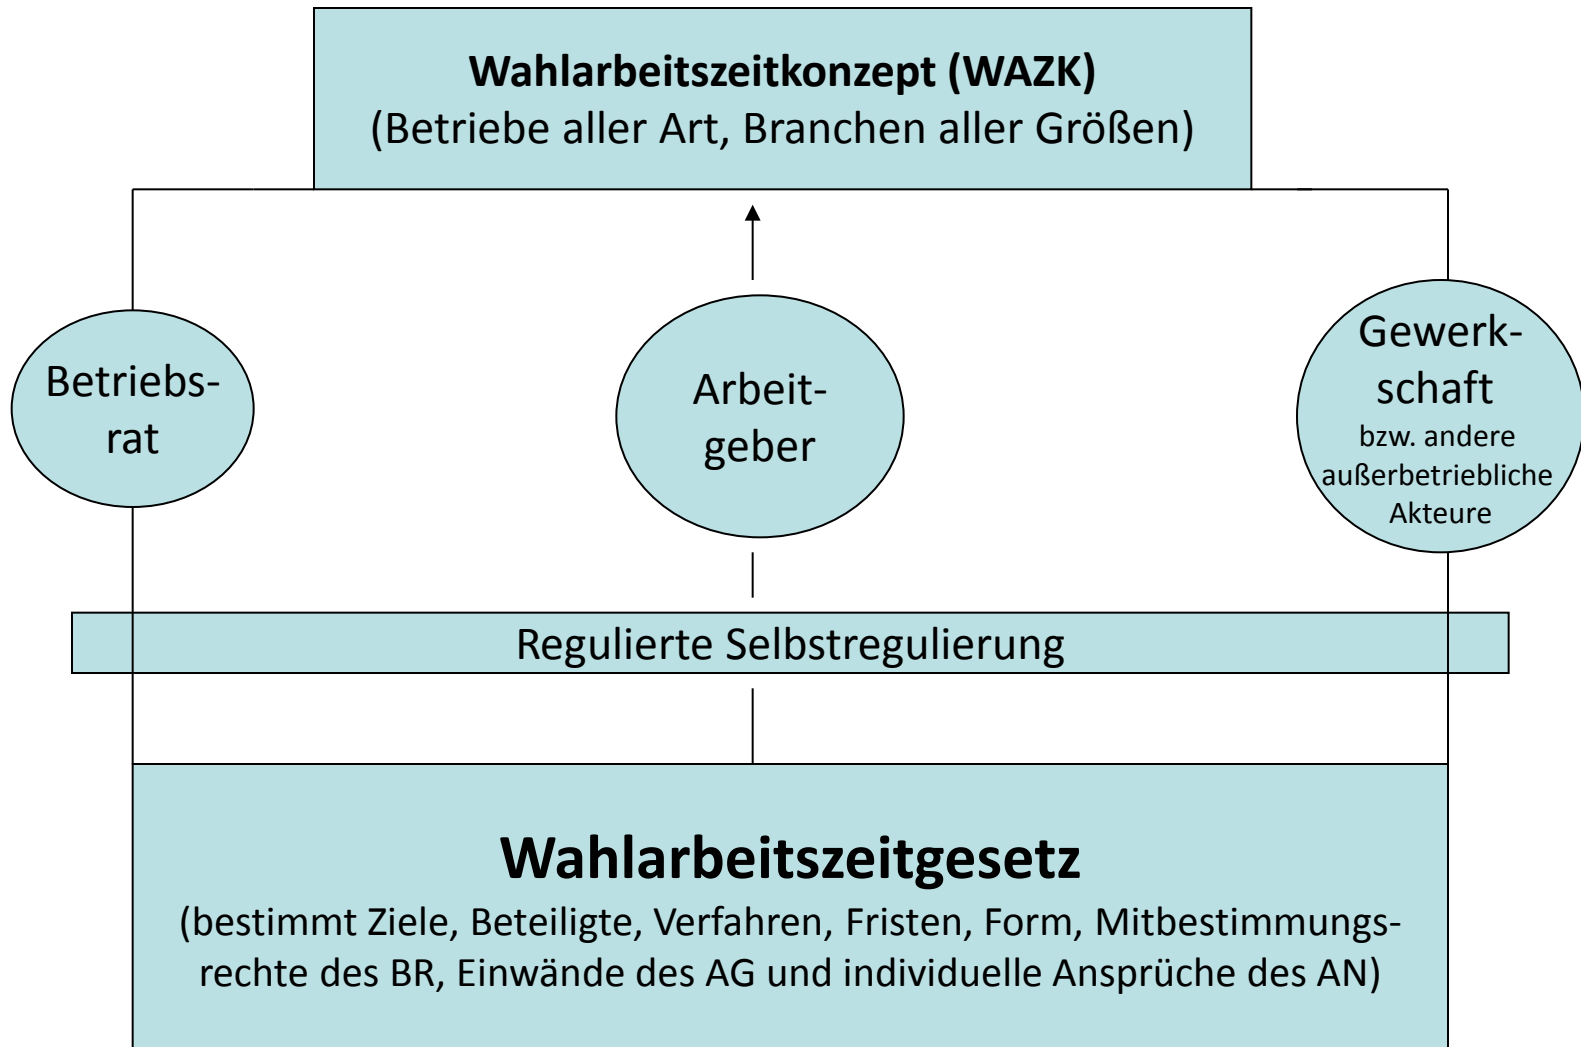 Wahlarbeitszeitkonzept (WAZK)
(Betriebe aller Art, Branchen aller Größen)
Betriebs-
rat
Arbeit-
geber
Gewerk-
schaft
bzw. andere
außerbetriebliche
Akteure
Regulierte Selbstregulierung
Wahlarbeitszeitgesetz
(bestimmt Ziele, Beteiligte, Verfahren, Fristen, Form, Mitbestimmungs-
rechte des BR, Einwände des AG und individuelle Ansprüche des AN)